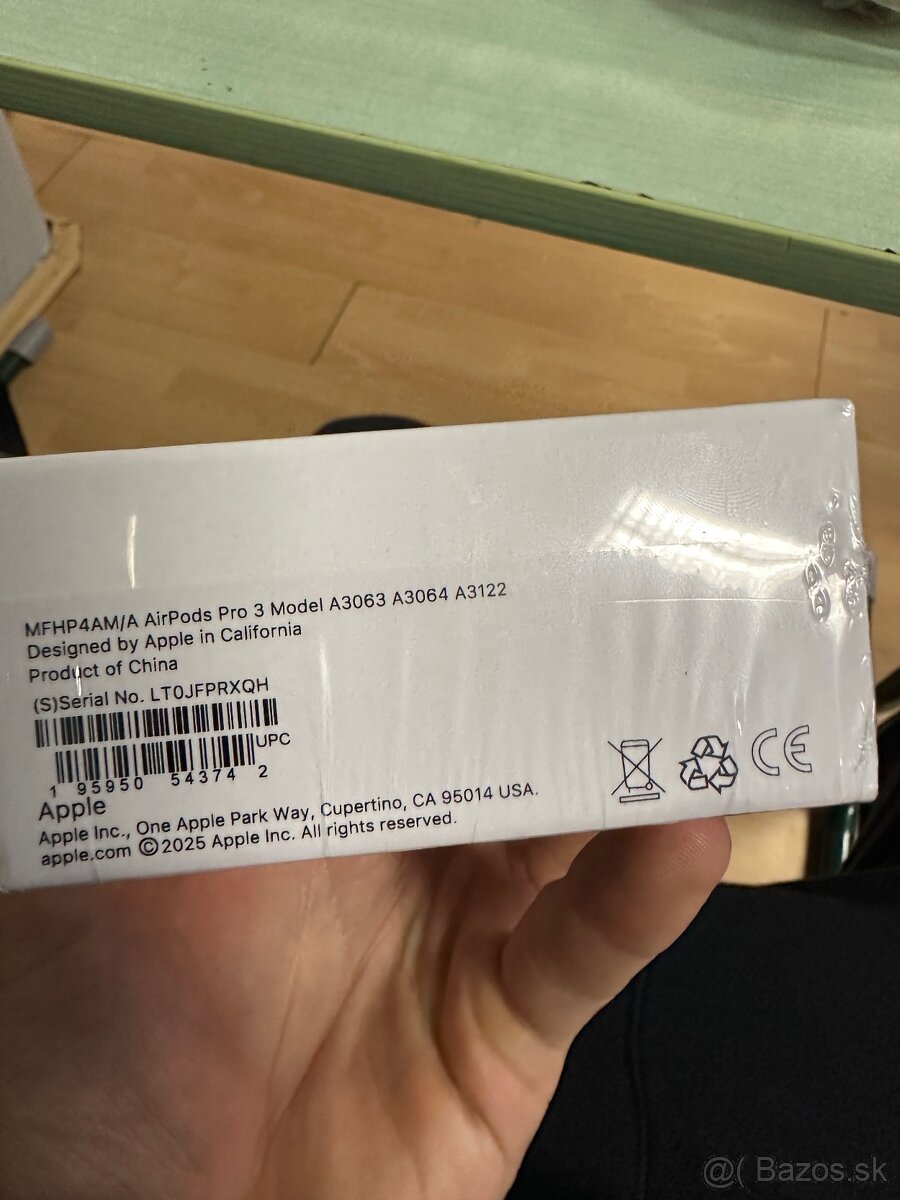 MFHP4AM/A AirPods Pro 3 Model A3063 A3064 A3122
Designed by Apple in California
Product of China
(S)Serial No. LT0JFPRXQH
UPC
1 95950 54374 2
Apple
Apple Inc., One Apple Park Way, Cupertino, CA 95014 USA.
apple.com ©2025 Apple Inc. All rights reserved.
CE
@( Bazos.sk